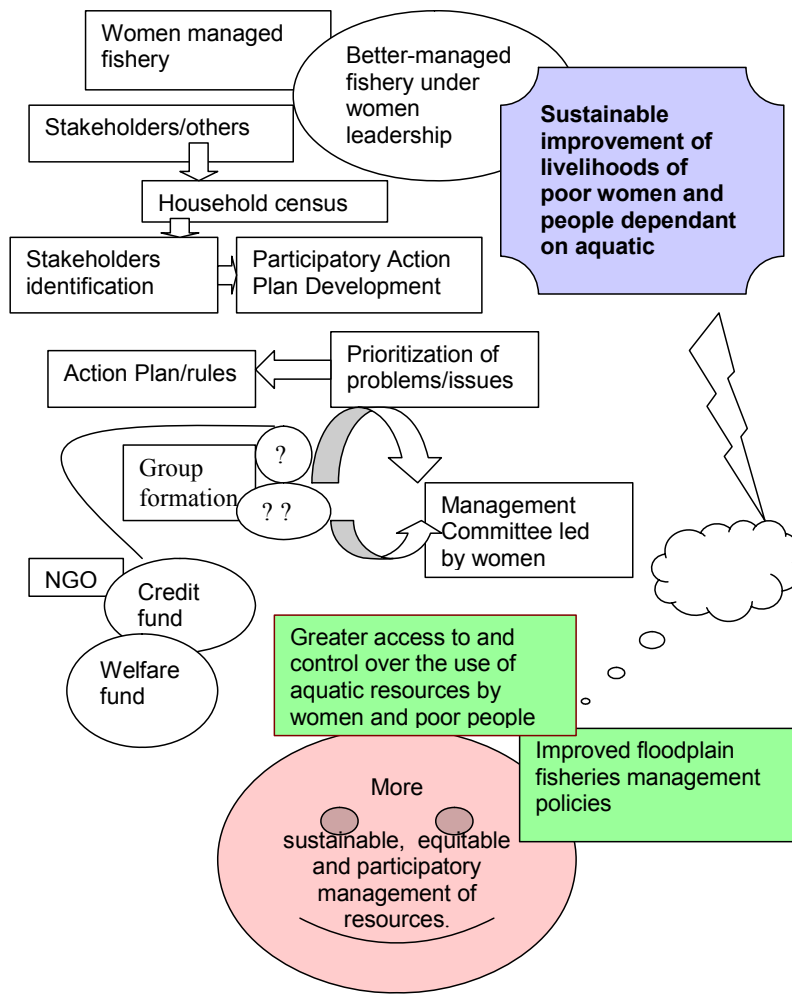 Women managed
fishery
Better-managed
fishery under
women
leadership
Sustainable
improvement of
livelihoods of
poor women and
people dependant
on aquatic
Stakeholders/others
Household census
Stakeholders
identification
Participatory Action
Plan Development
Action Plan/rules
Prioritization of
problems/issues
Group
formation
?
? ?
Management
Committee led
by women
NGO
Credit
fund
Welfare
fund
Greater access to and
control over the use of
aquatic resources by
women and poor people
Improved floodplain
fisheries management
policies
More
sustainable, equitable
and participatory
management of
resources.